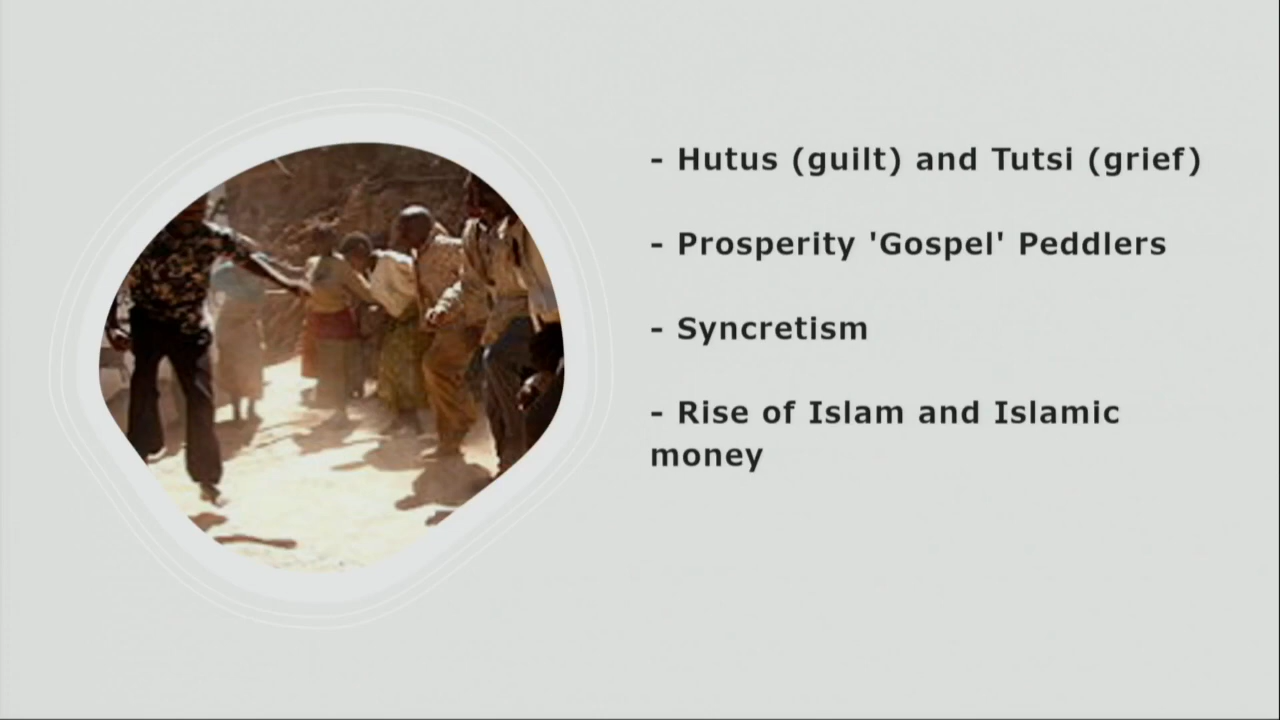 - Hutus (guilt) and Tutsi (grief)
- Prosperity 'Gospel' Peddlers
- Syncretism
- Rise of Islam and Islamic
money